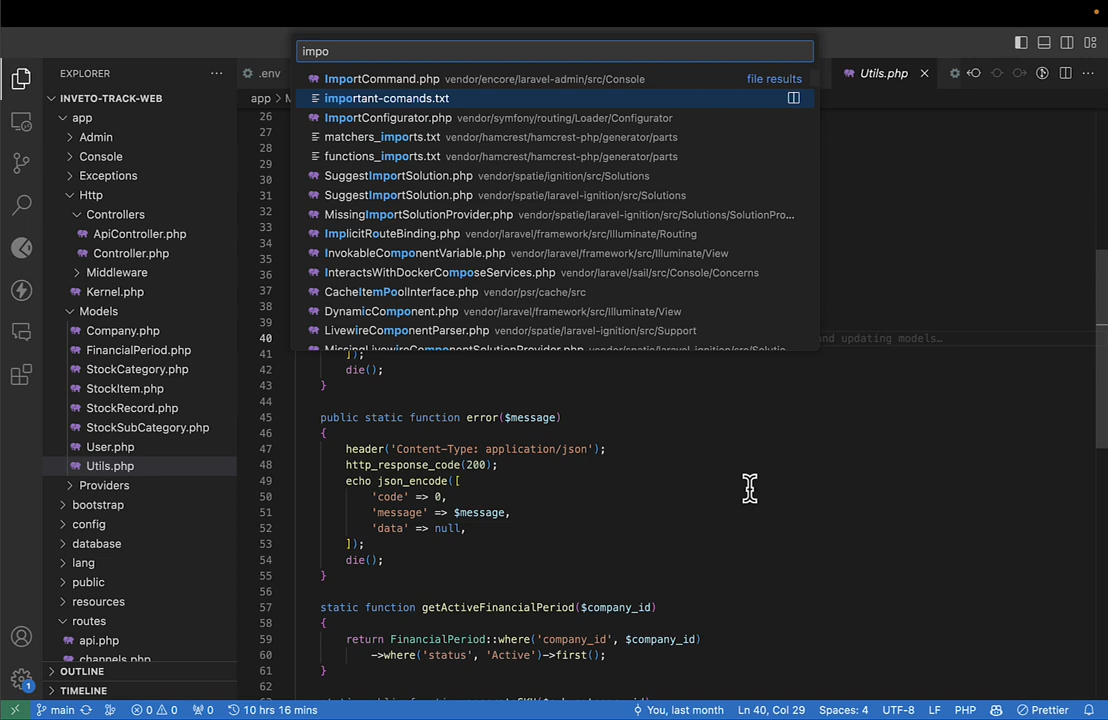 impo
EXPLORER
.env
Utils.php
INVETO-TRACK-WEB
app
Admin
Console
Exceptions
Http
Controllers
ApiController.php
Controller.php
Middleware
Kernel.php
Models
Company.php
FinancialPeriod.php
StockCategory.php
StockItem.php
StockRecord.php
StockSubCategory.php
User.php
Utils.php
Providers
bootstrap
config
database
lang
public
resources
routes
api.php
channels.php
OUTLINE
TIMELINE
app > M
ImportCommand.php vendor/encore/laravel-admin/src/Console file results
important-comands.txt
ImportConfigurator.php vendor/symfony/routing/Loader/Configurator
matchers_imports.txt vendor/hamcrest/hamcrest-php/generator/parts
functions_imports.txt vendor/hamcrest/hamcrest-php/generator/parts
SuggestImportSolution.php vendor/spatie/ignition/src/Solutions
SuggestImportSolution.php vendor/spatie/laravel-ignition/src/Solutions
MissingImportSolutionProvider.php vendor/spatie/laravel-ignition/src/Solutions/SolutionPro...
ImplicitRouteBinding.php vendor/laravel/framework/src/Illuminate/Routing
InvokableComponentVariable.php vendor/laravel/framework/src/Illuminate/View
InteractsWithDockerComposeServices.php vendor/laravel/sail/src/Console/Concerns
CacheItemPoolInterface.php vendor/psr/cache/src
DynamicComponent.php vendor/laravel/framework/src/Illuminate/View
LivewireComponentParser.php vendor/spatie/laravel-ignition/src/Support
MissingLivewireComponentSolutionProvider.php vendor/spatie/laravel-ignition/src/Solutio...
26
27
28
29
30
31
32
33
34
35
36
37
38
39
40 and updating models…
41 ]);
42 die();
43 }
44
45 public static function error($message)
46 {
47 header('Content-Type: application/json');
48 http_response_code(200);
49 echo json_encode([
50 'code' => 0,
51 'message' => $message,
52 'data' => null,
53 ]);
54 die();
55 }
56
57 static function getActiveFinancialPeriod($company_id)
58 {
59 return FinancialPeriod::where('company_id', $company_id)
60 ->where('status', 'Active')->first();
61 }
62
1
main 0 0 0 10 hrs 16 mins You, last month Ln 40, Col 29 Spaces: 4 UTF-8 LF PHP Prettier